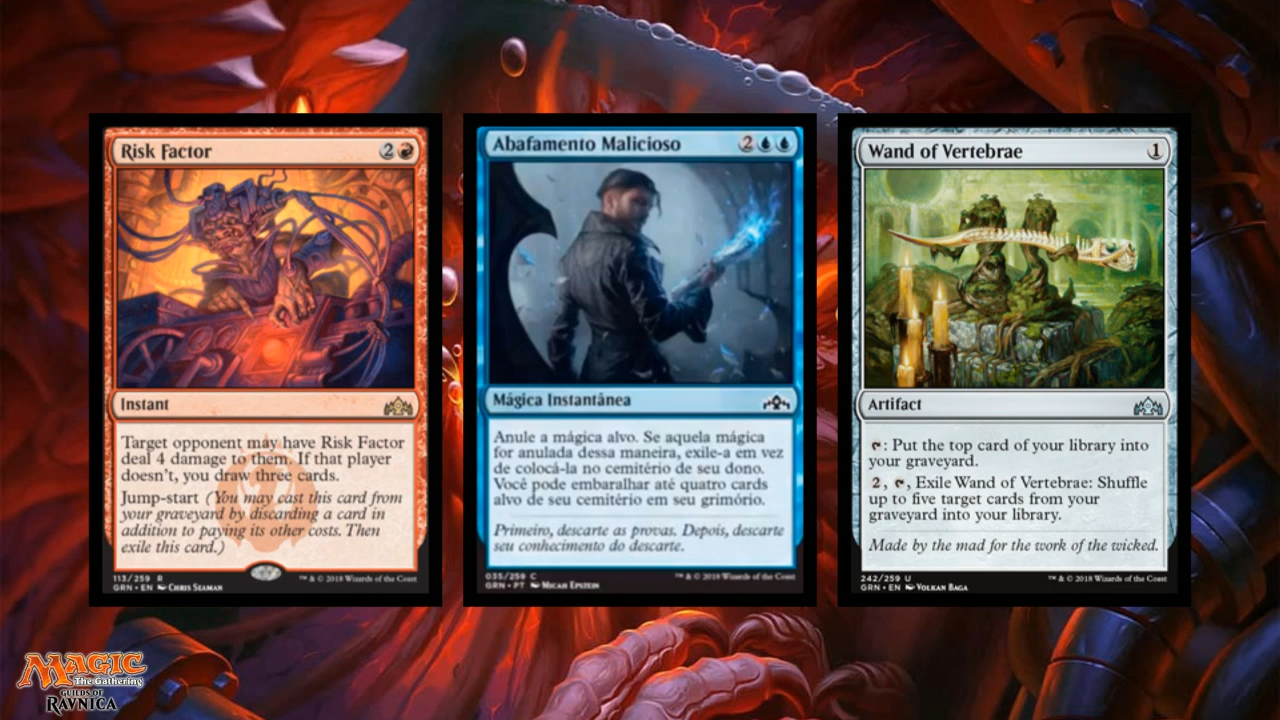 Risk Factor 2
Instant
Target opponent may have Risk Factor
deal 4 damage to them. If that player
doesn't, you draw three cards.
Jump-start (You may cast this card from
your graveyard by discarding a card in
addition to paying its other costs. Then
exile this card.)
113/259 R
GRN • EN Chris Seaman
™ & © 2018 Wizards of the Coast
Abafamento Malicioso 2
Mágica Instantânea
Anule a mágica alvo. Se aquela mágica
for anulada dessa maneira, exile-a em vez
de colocá-la no cemitério de seu dono.
Você pode embaralhar até quatro cards
alvo de seu cemitério em seu grimório.
Primeiro, descarte as provas. Depois, descarte
seu conhecimento do descarte.
035/259 C
GRN • PT Micah Epstein
™ & © 2018 Wizards of the Coast
Wand of Vertebrae 1
Artifact
: Put the top card of your library into
your graveyard.
2, , Exile Wand of Vertebrae: Shuffle
up to five target cards from your
graveyard into your library.
Made by the mad for the work of the wicked.
242/259 U
GRN • EN Volkan Baga
™ & © 2018 Wizards of the Coast
Magic
The Gathering
Guilds of
Ravnica